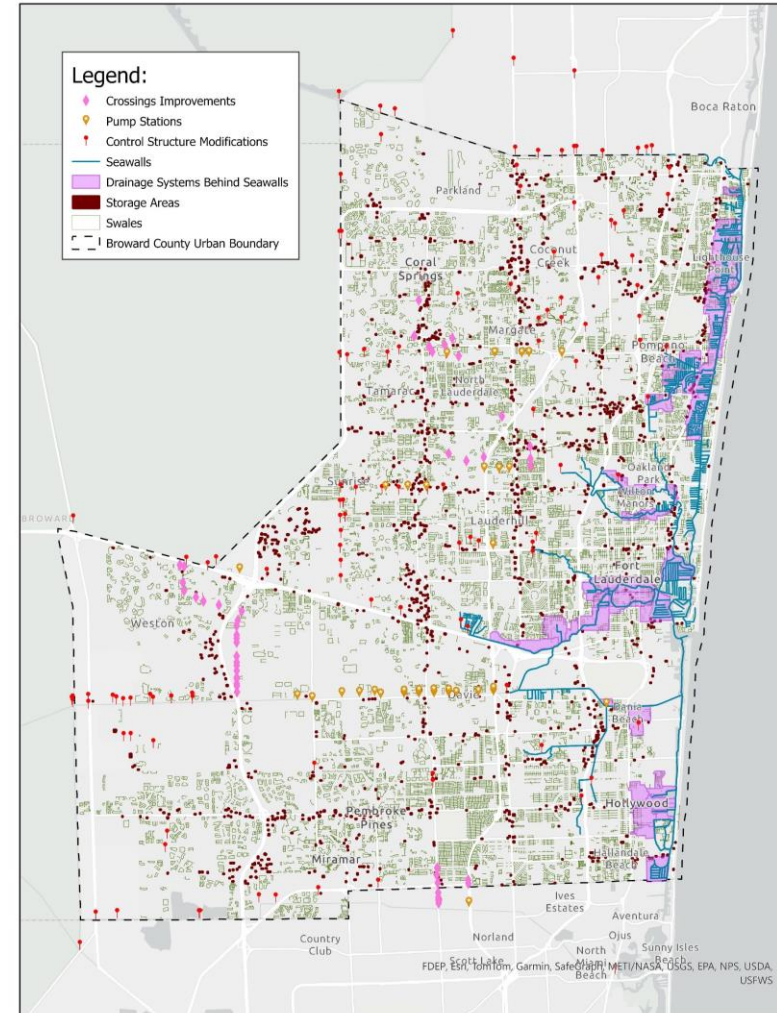 Legend:
Crossings Improvements
Pump Stations
Control Structure Modifications
Seawalls
Drainage Systems Behind Seawalls
Storage Areas
Swales
Broward County Urban Boundary
Boca Raton
Parkland
Coral
Springs
Coconut
Creek
Lighthouse
Point
Margate
Pompano
Beach
Tamarac
North
Lauderdale
Oakland
Park
Sunrise
Wilton
Manors
BROWARD
Lauderhill
Fort
Lauderdale
Weston
Davie
Dania
Beach
Hollywood
Pembroke
Pines
Miramar
Hallandale
Beach
Ives
Estates
Aventura
Country
Club
Norland
Ojus
Scott Lake
North
Miami
Beach
Sunny Isles
Beach
FDEP, Esri, TomTom, Garmin, SafeGraph, METI/NASA, USGS, EPA, NPS, USDA,
USFWS